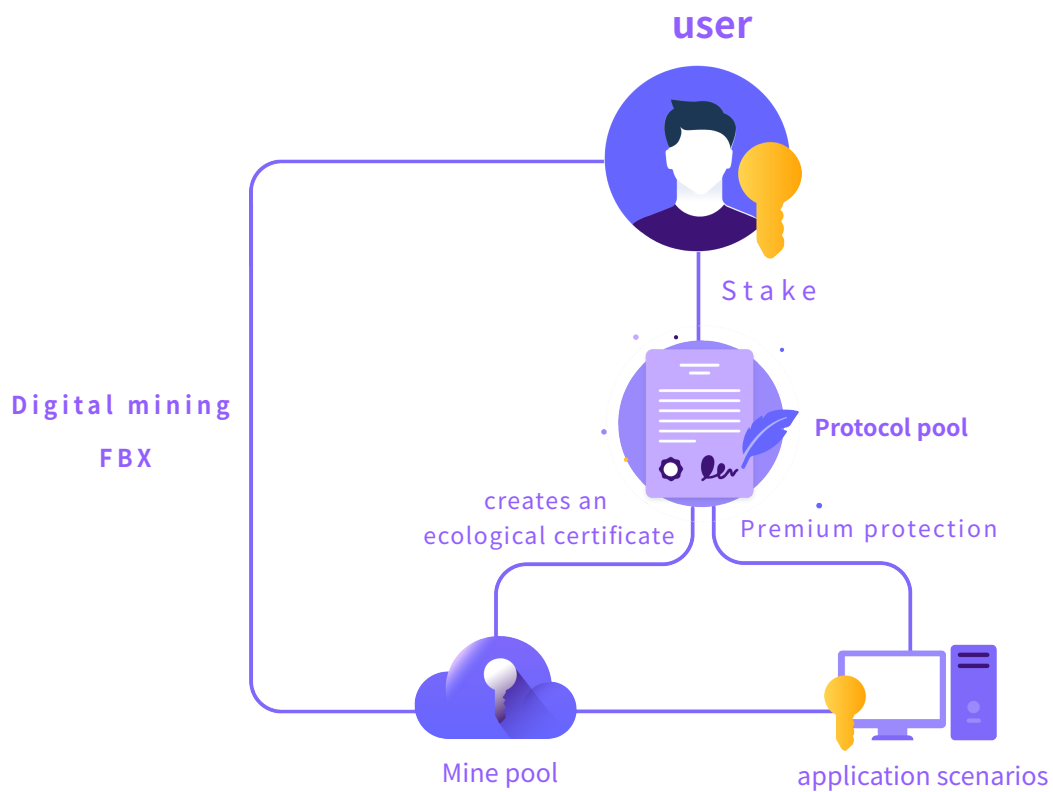 user
Stake
Digital mining
FBX
Protocol pool
creates an
ecological certificate
Premium protection
Mine pool
application scenarios